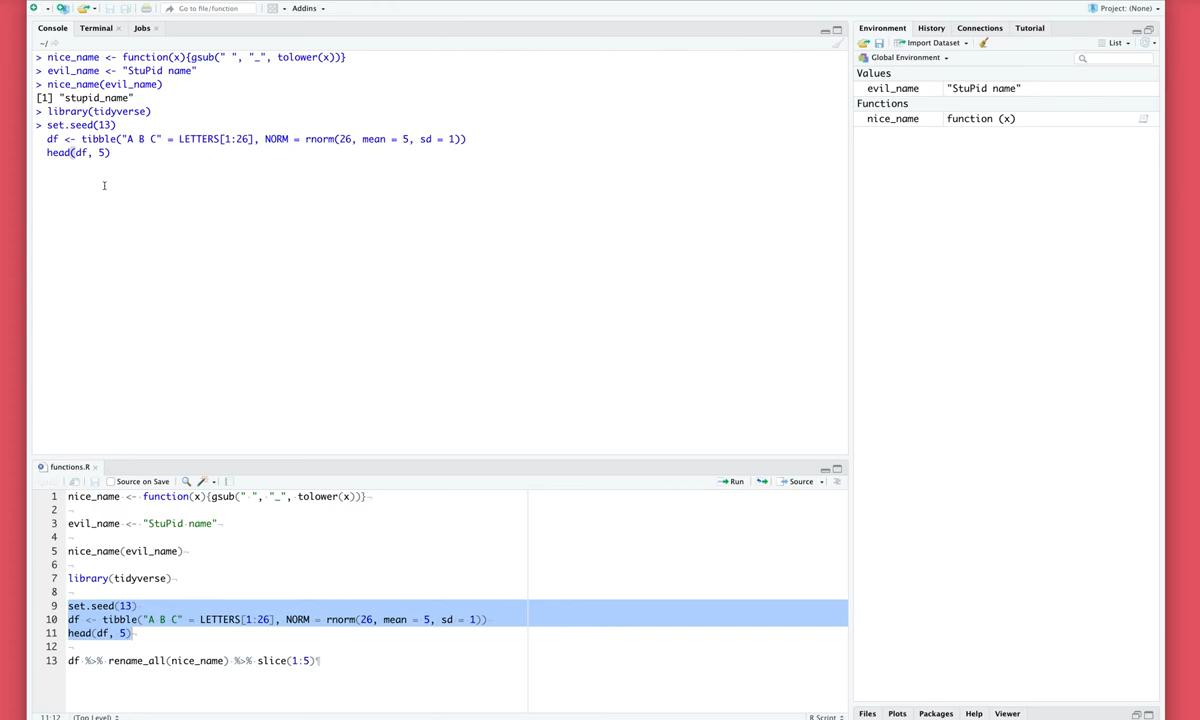 Go to file/function
Addins
Project: (None)
Console Terminal × Jobs ×
~/
> nice_name <- function(x){gsub(" ", "_", tolower(x))}
> evil_name <- "StuPid name"
> nice_name(evil_name)
[1] "stupid_name"
> library(tidyverse)
> set.seed(13)
df <- tibble("A B C" = LETTERS[1:26], NORM = rnorm(26, mean = 5, sd = 1))
head(df, 5)
Environment History Connections Tutorial
Import Dataset
List
Global Environment
Values
evil_name "StuPid name"
Functions
nice_name function (x)
functions.R ×
Source on Save
Run
Source
1 nice_name <- function(x){gsub(" ", "_", tolower(x))}
2
3 evil_name <- "StuPid name"
4
5 nice_name(evil_name)
6
7 library(tidyverse)
8
9 set.seed(13)
10 df <- tibble("A B C" = LETTERS[1:26], NORM = rnorm(26, mean = 5, sd = 1))
11 head(df, 5)
12
13 df %>% rename_all(nice_name) %>% slice(1:5)
11:12 (Top Level)
R Script
Files Plots Packages Help Viewer